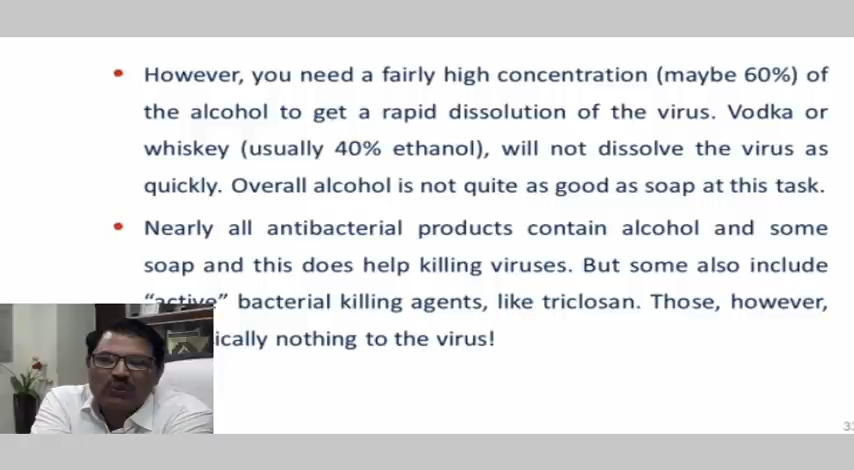 However, you need a fairly high concentration (maybe 60%) of
the alcohol to get a rapid dissolution of the virus. Vodka or
whiskey (usually 40% ethanol), will not dissolve the virus as
quickly. Overall alcohol is not quite as good as soap at this task.
Nearly all antibacterial products contain alcohol and some
soap and this does help killing viruses. But some also include
“active” bacterial killing agents, like triclosan. Those, however,
ically nothing to the virus!